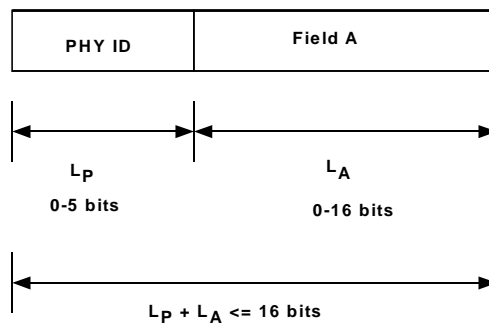 PHY ID Field A
LP LA
0-5 bits 0-16 bits
LP + LA <= 16 bits